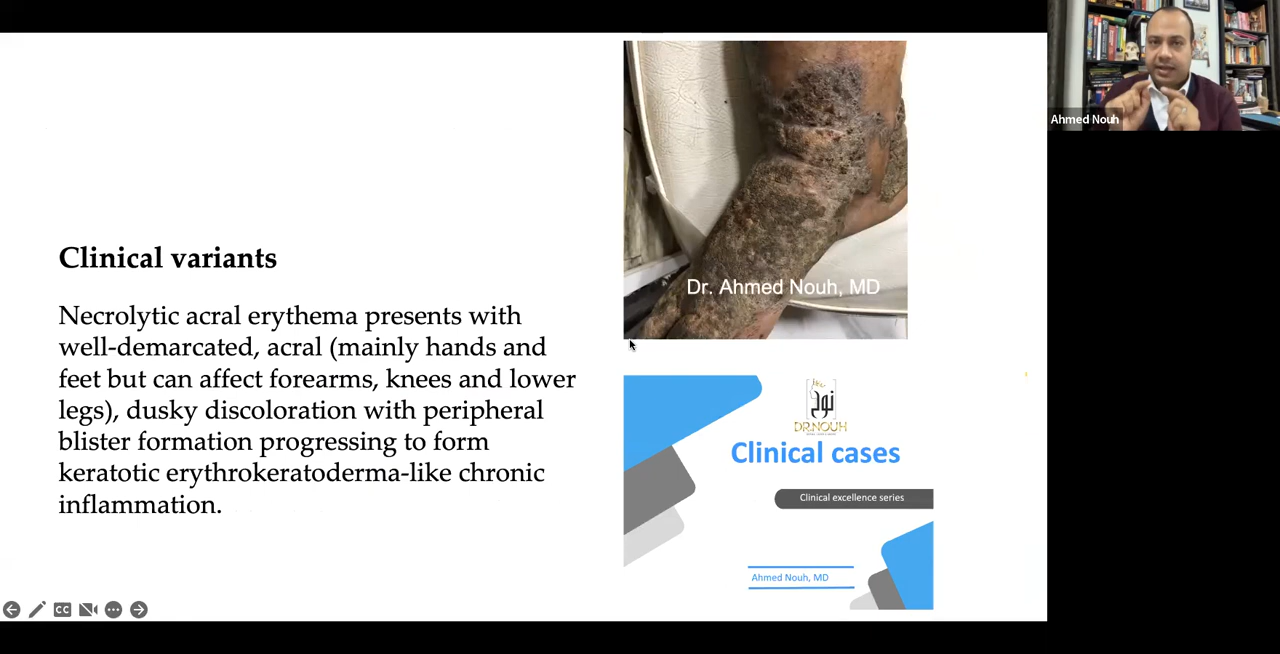 Clinical variants
Necrolytic acral erythema presents with
well-demarcated, acral (mainly hands and
feet but can affect forearms, knees and lower
legs), dusky discoloration with peripheral
blister formation progressing to form
keratotic erythrokeratoderma-like chronic
inflammation.
Dr. Ahmed Nouh, MD
نوح
DR.NOUH
Clinical cases
Clinical excellence series
Ahmed Nouh, MD
Ahmed Nouh
CC